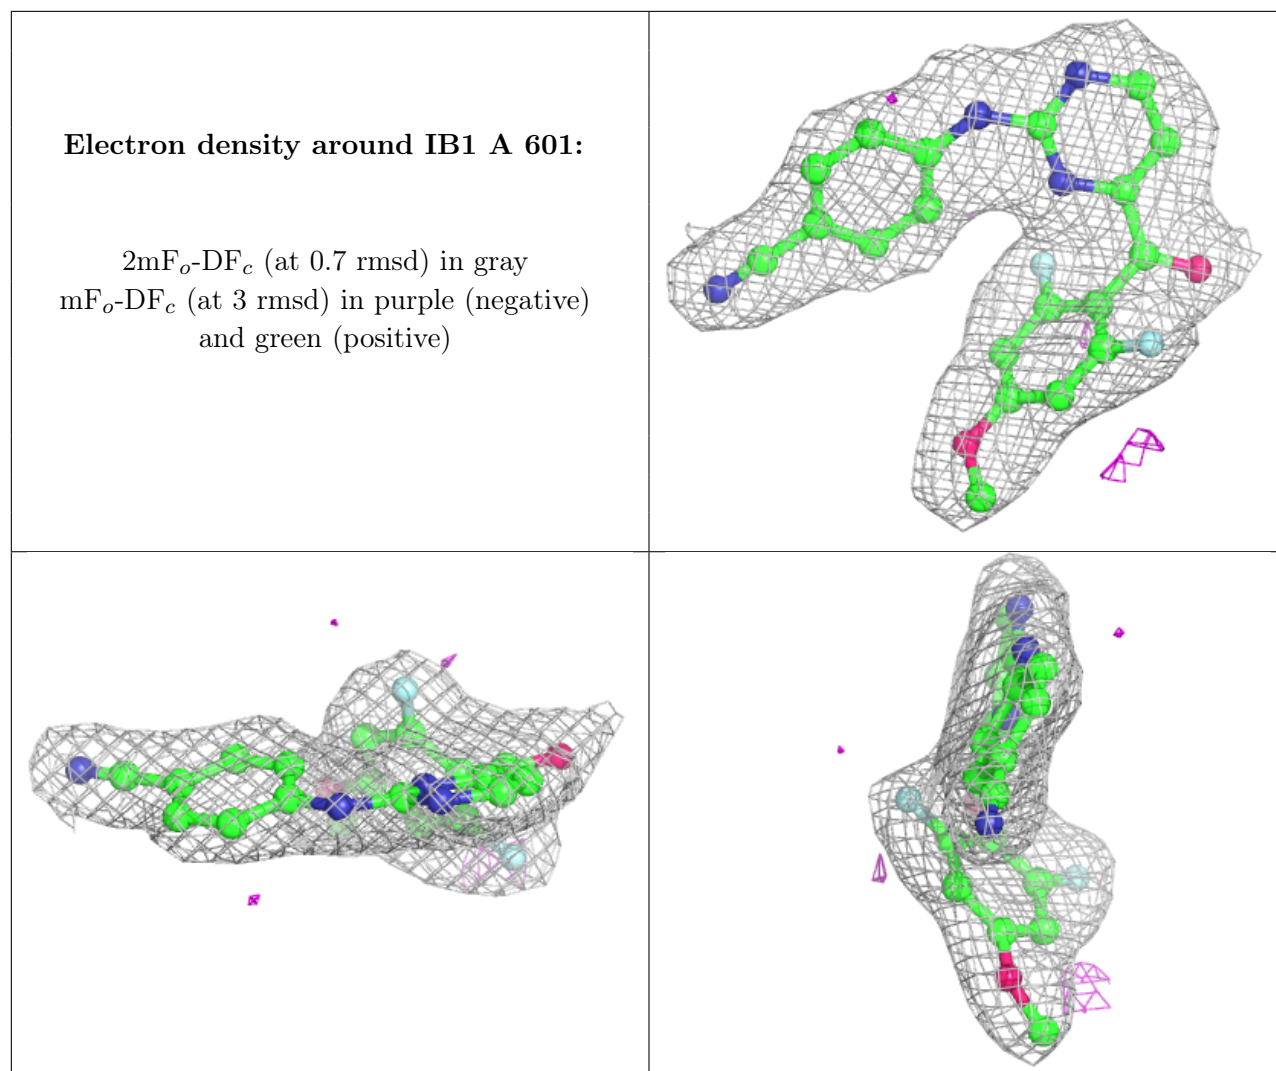 Electron density around IB1 A 601:
2mFo-DFc (at 0.7 rmsd) in gray
mFo-DFc (at 3 rmsd) in purple (negative)
and green (positive)